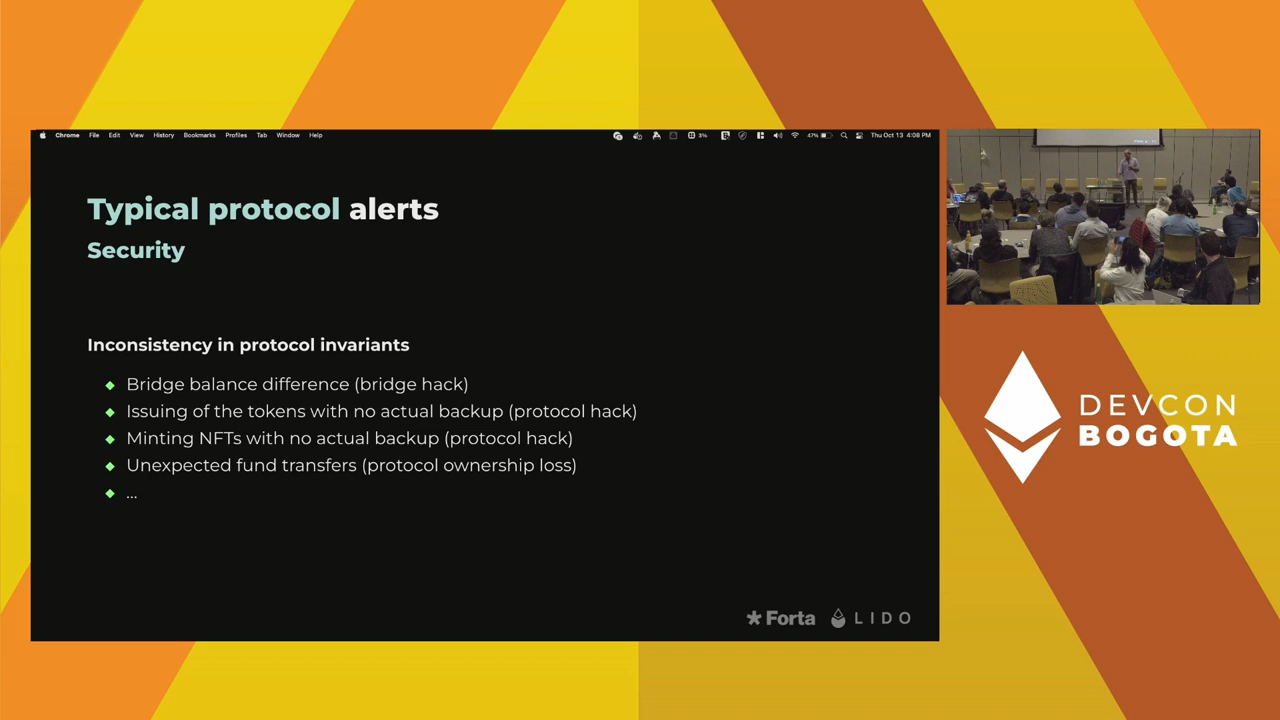 Chrome File Edit View History Bookmarks Profiles Tab Window Help
3% 47% Thu Oct 13 4:08 PM
Typical protocol alerts
Security
Inconsistency in protocol invariants
Bridge balance difference (bridge hack)
Issuing of the tokens with no actual backup (protocol hack)
Minting NFTs with no actual backup (protocol hack)
Unexpected fund transfers (protocol ownership loss)
...
Forta LIDO
DEVCON
BOGOTA